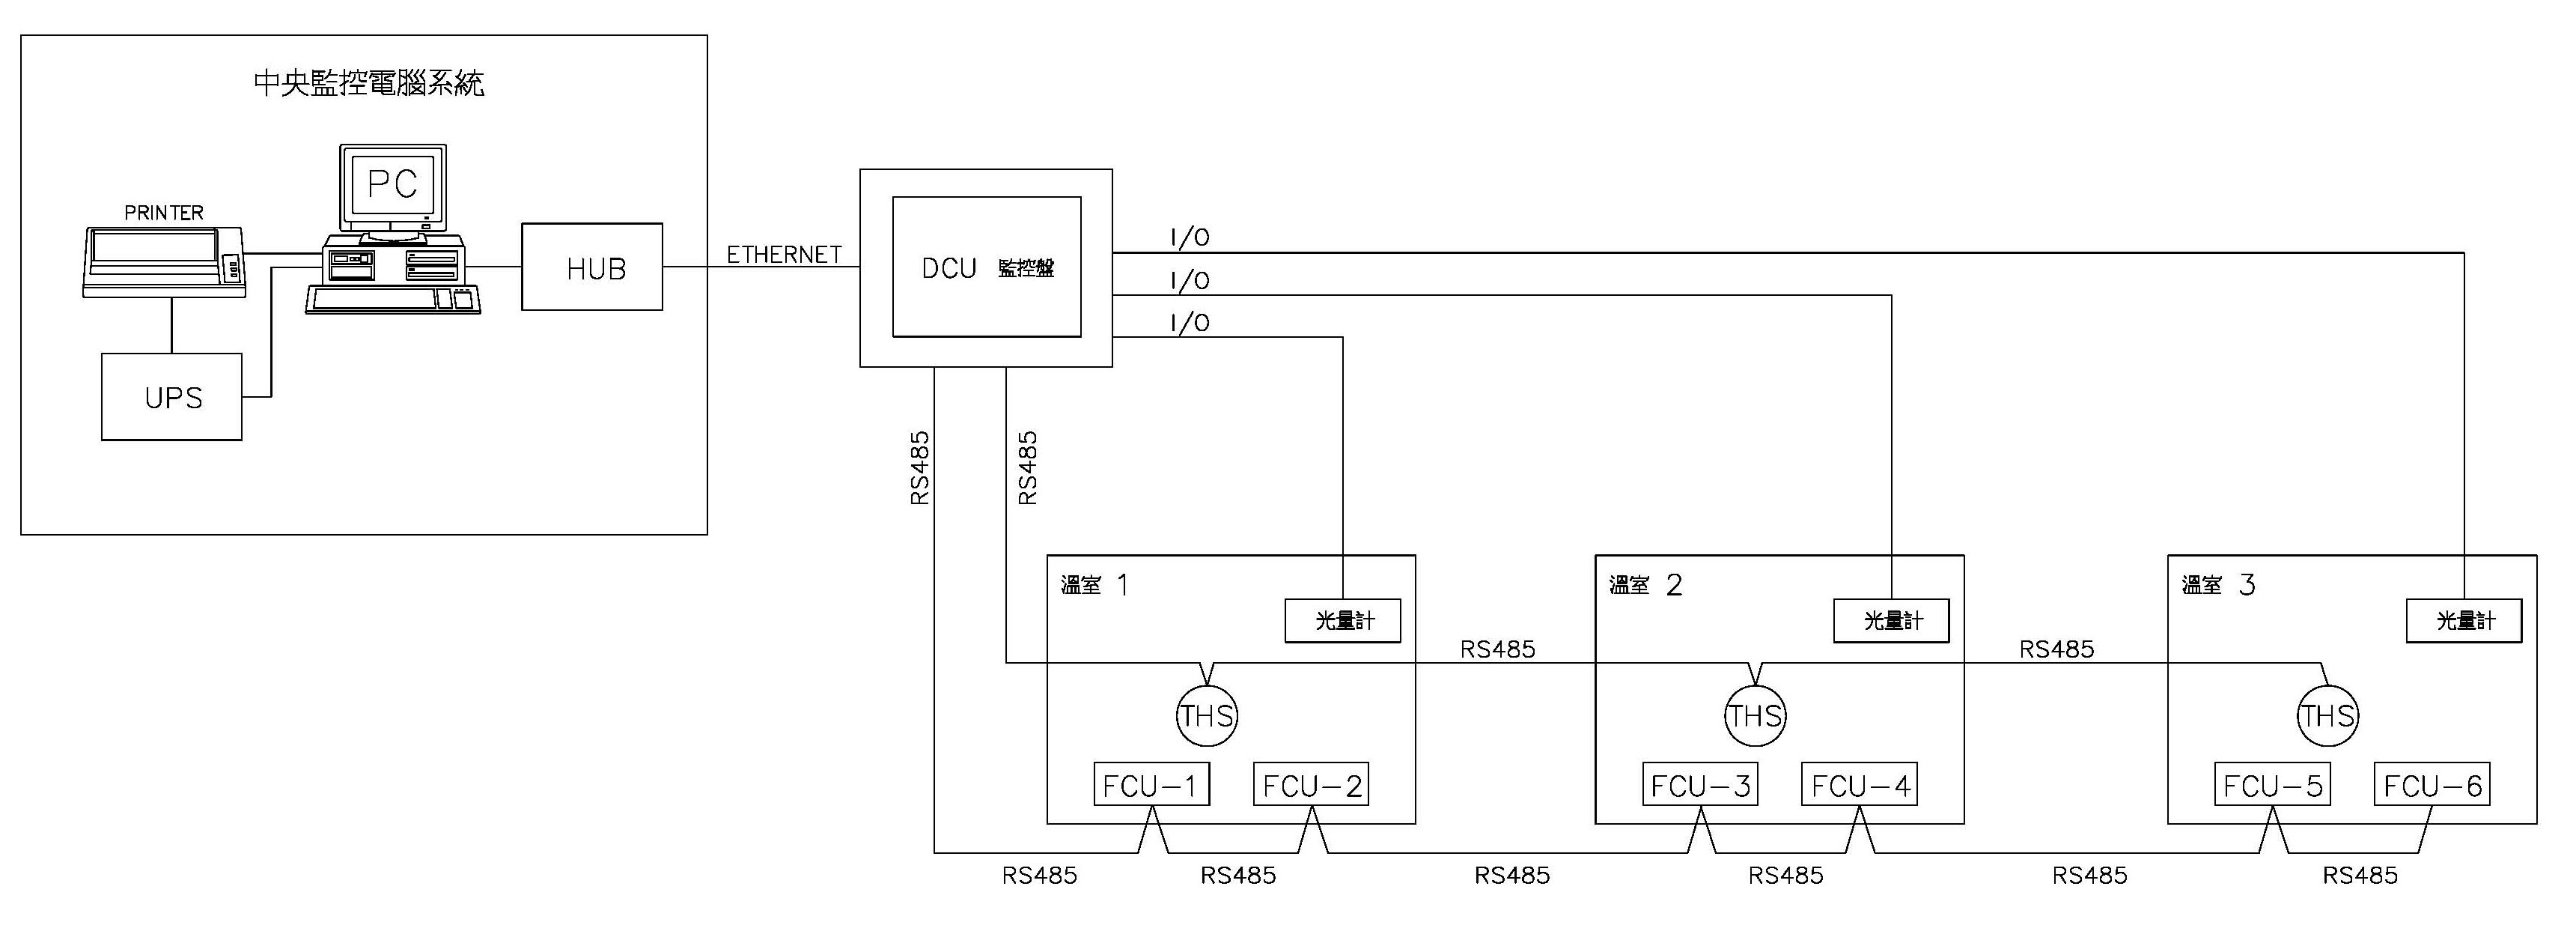 中央監控電腦系統
PC
PRINTER
HUB
UPS
ETHERNET
DCU 監控盤
I/O
I/O
I/O
RS485
RS485
溫室 1
光量計
THS
FCU-1
FCU-2
RS485
溫室 2
光量計
THS
FCU-3
FCU-4
RS485
溫室 3
光量計
THS
FCU-5
FCU-6
RS485
RS485
RS485
RS485
RS485
RS485